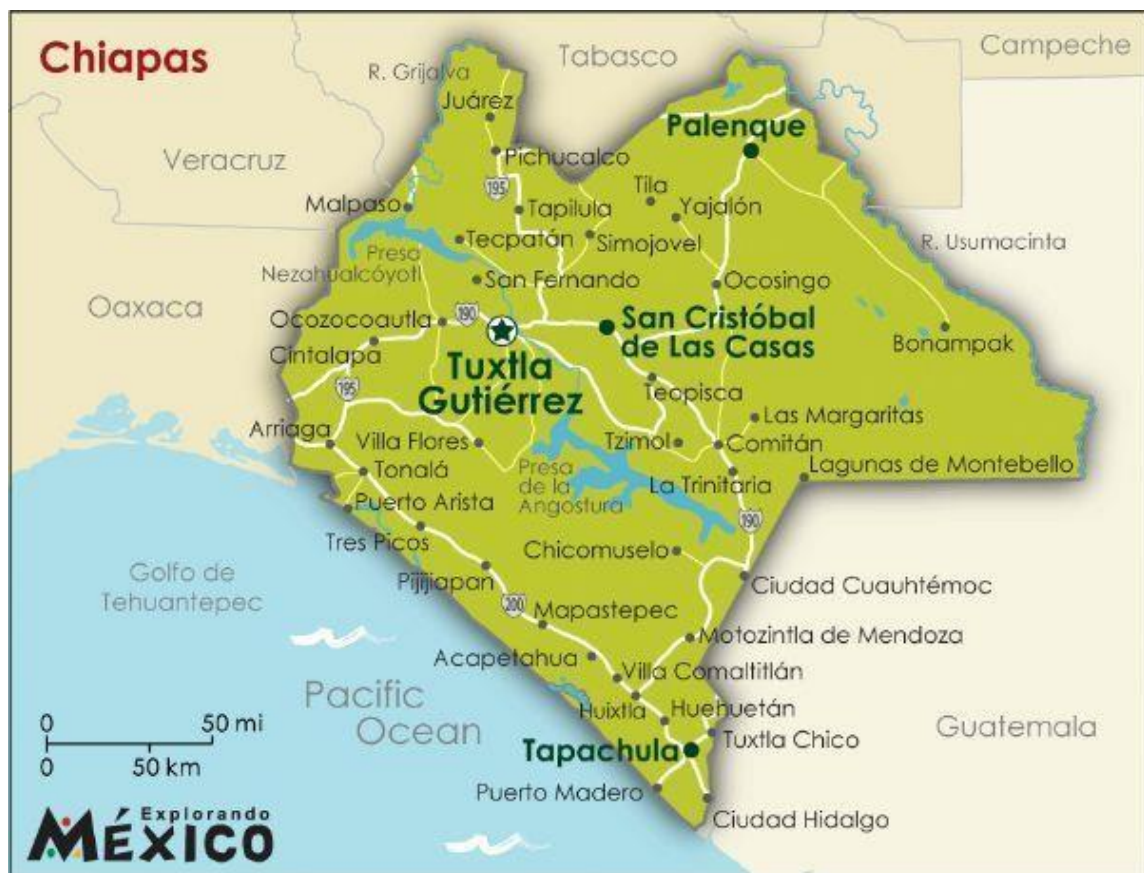 Chiapas
Campeche
Tabasco
R. Grijalva
Juárez
Palenque
Veracruz
Pichucalco
195
Tila
Malpaso
Tapilula
Yajalón
Tecpatán
Simojovel
R. Usumacinta
Presa
Nezahualcóyotl
San Fernando
Ocosingo
Oaxaca
190
Ocozocoautla
San Cristóbal
de Las Casas
Bonampak
Cintalapa
Tuxtla
Gutiérrez
Teopisca
195
Las Margaritas
Arriaga
Villa Flores
Tzimol
Comitán
Tonalá
Presa
de la
Angostura
La Trinitaria
Lagunas de Montebello
Puerto Arista
190
Tres Picos
Chicomuselo
Golfo de
Tehuantepec
Pijijiapan
Ciudad Cuauhtémoc
200
Mapastepec
Motozintla de Mendoza
Acapetahua
Villa Comaltitlán
Pacific
Ocean
Huixtla
Huehuetán
Guatemala
0 50 mi
0 50 km
Tapachula
Tuxtla Chico
Puerto Madero
Ciudad Hidalgo
Explorando
MÉXICO